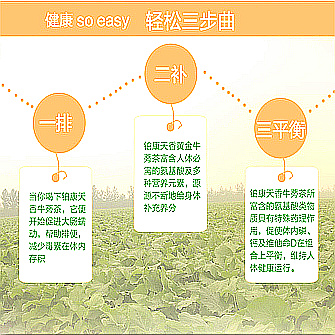 健康 so easy 轻松三步曲
二补
一排
三平衡
铂康天香黄金牛
蒡茶富含人体必
需的氨基酸及多
种营养元素，源
源不断地给身体
补充养分
当你喝下铂康天
香牛蒡茶，它便
开始促进大肠蠕
动，帮助排便，
减少毒素在体内
存积
铂康天香牛蒡茶所
富含的氨基酸类物
质具有特殊药理作
用，促使体内磷、
钙及维他命D在组
合上平衡，维持人
体健康运行。